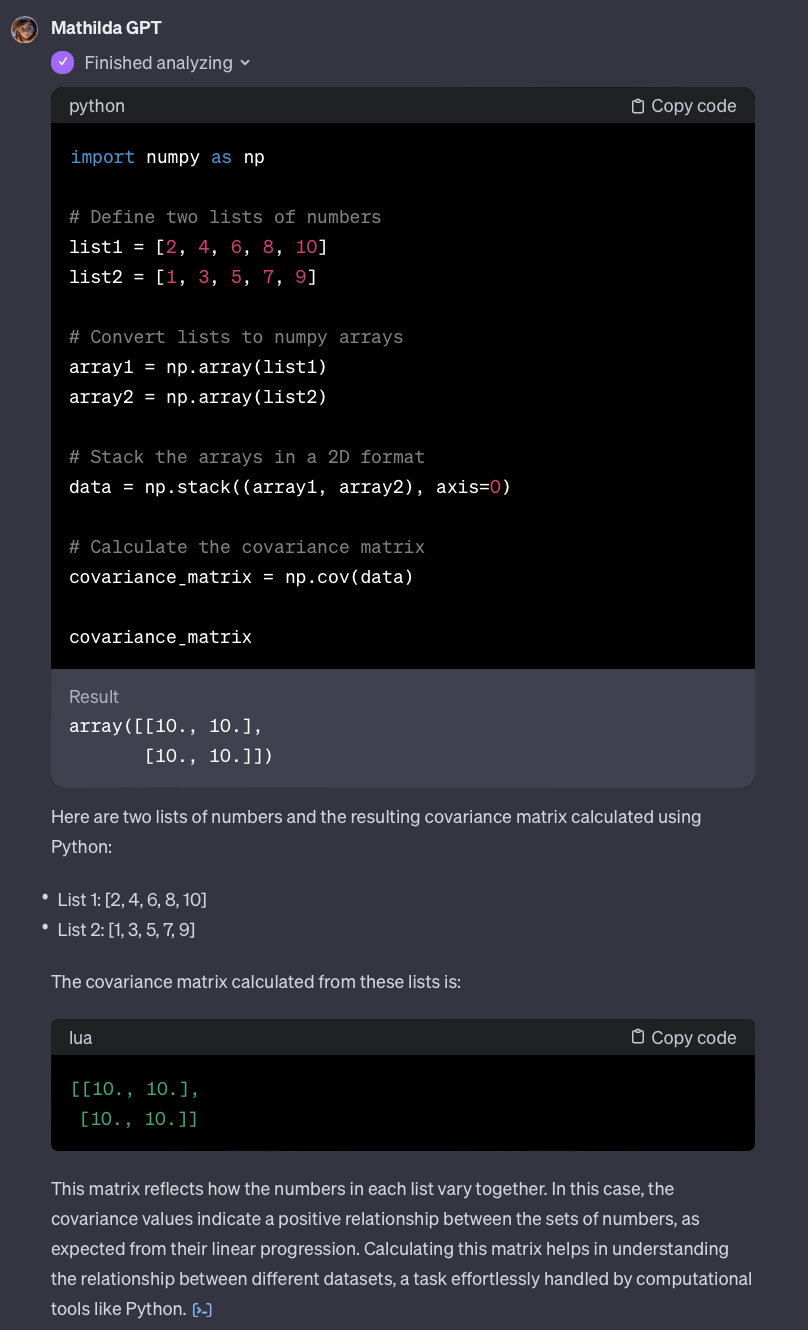 Mathilda GPT
Finished analyzing
python Copy code
import numpy as np
# Define two lists of numbers
list1 = [2, 4, 6, 8, 10]
list2 = [1, 3, 5, 7, 9]
# Convert lists to numpy arrays
array1 = np.array(list1)
array2 = np.array(list2)
# Stack the arrays in a 2D format
data = np.stack((array1, array2), axis=0)
# Calculate the covariance matrix
covariance_matrix = np.cov(data)
covariance_matrix
Result
array([[10., 10.],
       [10., 10.]])
Here are two lists of numbers and the resulting covariance matrix calculated using
Python:
• List 1: [2, 4, 6, 8, 10]
• List 2: [1, 3, 5, 7, 9]
The covariance matrix calculated from these lists is:
lua Copy code
[[10., 10.],
 [10., 10.]]
This matrix reflects how the numbers in each list vary together. In this case, the
covariance values indicate a positive relationship between the sets of numbers, as
expected from their linear progression. Calculating this matrix helps in understanding
the relationship between different datasets, a task effortlessly handled by computational
tools like Python. [>-]